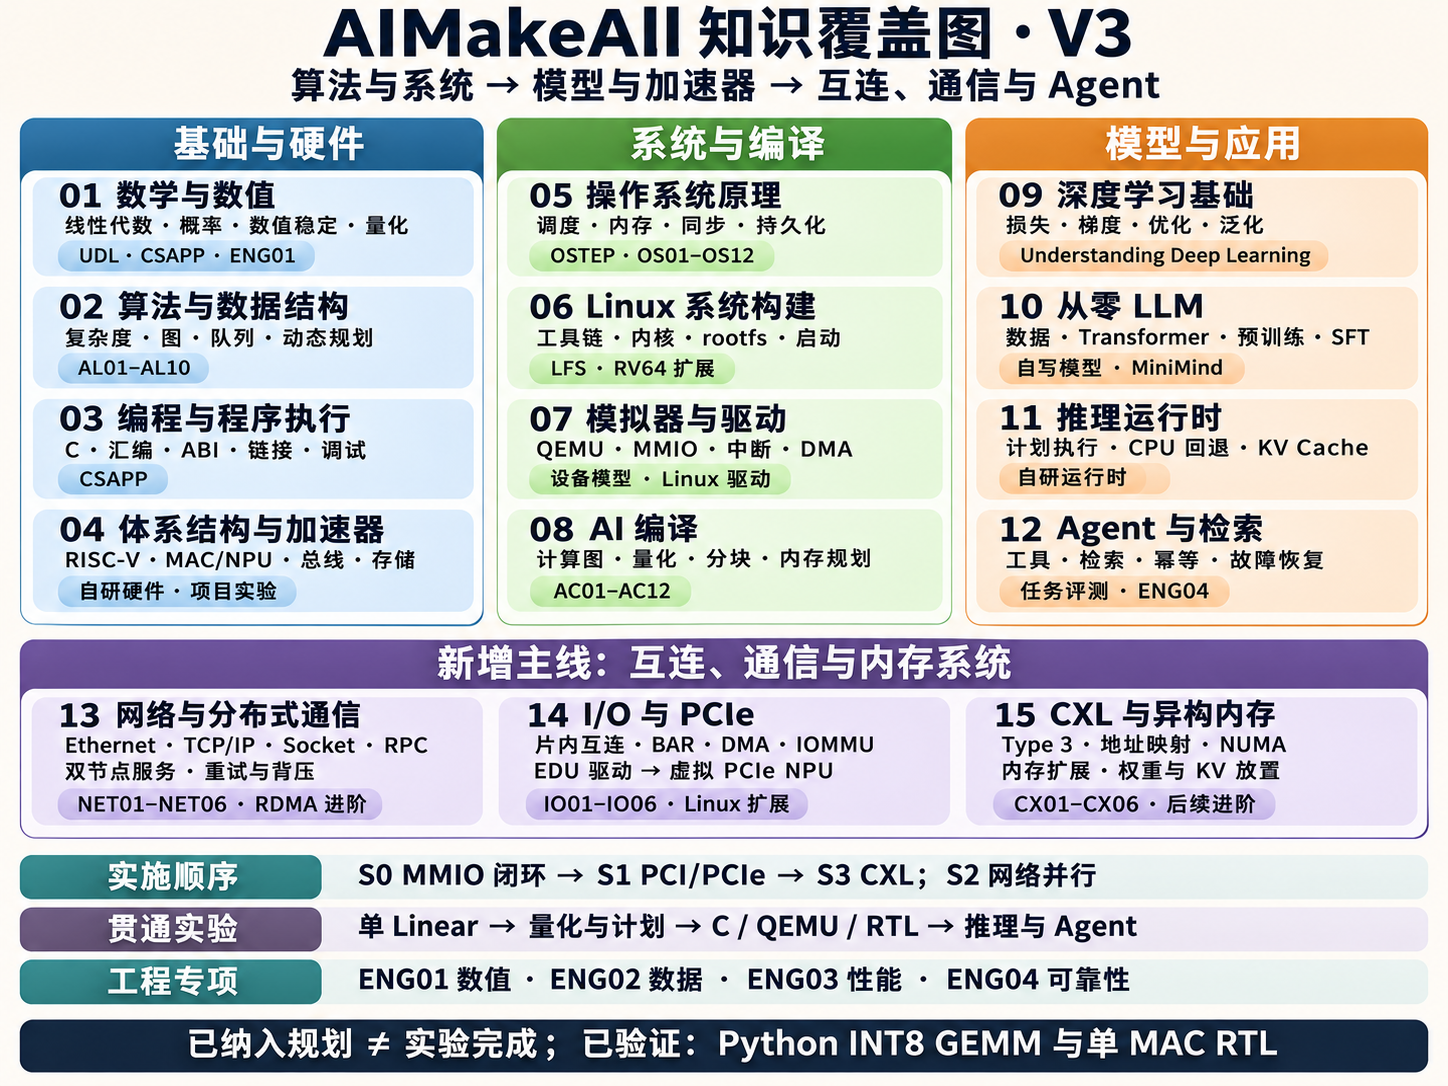 AIMakeAll 知识覆盖图 · V3
算法与系统 → 模型与加速器 → 互连、通信与 Agent
基础与硬件
01 数学与数值
线性代数 · 概率 · 数值稳定 · 量化
UDL · CSAPP · ENG01
02 算法与数据结构
复杂度 · 图 · 队列 · 动态规划
AL01–AL10
03 编程与程序执行
C · 汇编 · ABI · 链接 · 调试
CSAPP
04 体系结构与加速器
RISC-V · MAC/NPU · 总线 · 存储
自研硬件 · 项目实验
系统与编译
05 操作系统原理
调度 · 内存 · 同步 · 持久化
OSTEP · OS01–OS12
06 Linux 系统构建
工具链 · 内核 · rootfs · 启动
LFS · RV64 扩展
07 模拟器与驱动
QEMU · MMIO · 中断 · DMA
设备模型 · Linux 驱动
08 AI 编译
计算图 · 量化 · 分块 · 内存规划
AC01–AC12
模型与应用
09 深度学习基础
损失 · 梯度 · 优化 · 泛化
Understanding Deep Learning
10 从零 LLM
数据 · Transformer · 预训练 · SFT
自写模型 · MiniMind
11 推理运行时
计划执行 · CPU 回退 · KV Cache
自研运行时
12 Agent 与检索
工具 · 检索 · 幂等 · 故障恢复
任务评测 · ENG04
新增主线：互连、通信与内存系统
13 网络与分布式通信
Ethernet · TCP/IP · Socket · RPC
双节点服务 · 重试与背压
NET01–NET06 · RDMA 进阶
14 I/O 与 PCIe
片内互连 · BAR · DMA · IOMMU
EDU 驱动 → 虚拟 PCIe NPU
IO01–IO06 · Linux 扩展
15 CXL 与异构内存
Type 3 · 地址映射 · NUMA
内存扩展 · 权重与 KV 放置
CX01–CX06 · 后续进阶
实施顺序
S0 MMIO 闭环 → S1 PCI/PCIe → S3 CXL；S2 网络并行
贯通实验
单 Linear → 量化与计划 → C / QEMU / RTL → 推理与 Agent
工程专项
ENG01 数值 · ENG02 数据 · ENG03 性能 · ENG04 可靠性
已纳入规划 ≠ 实验完成；已验证：Python INT8 GEMM 与单 MAC RTL